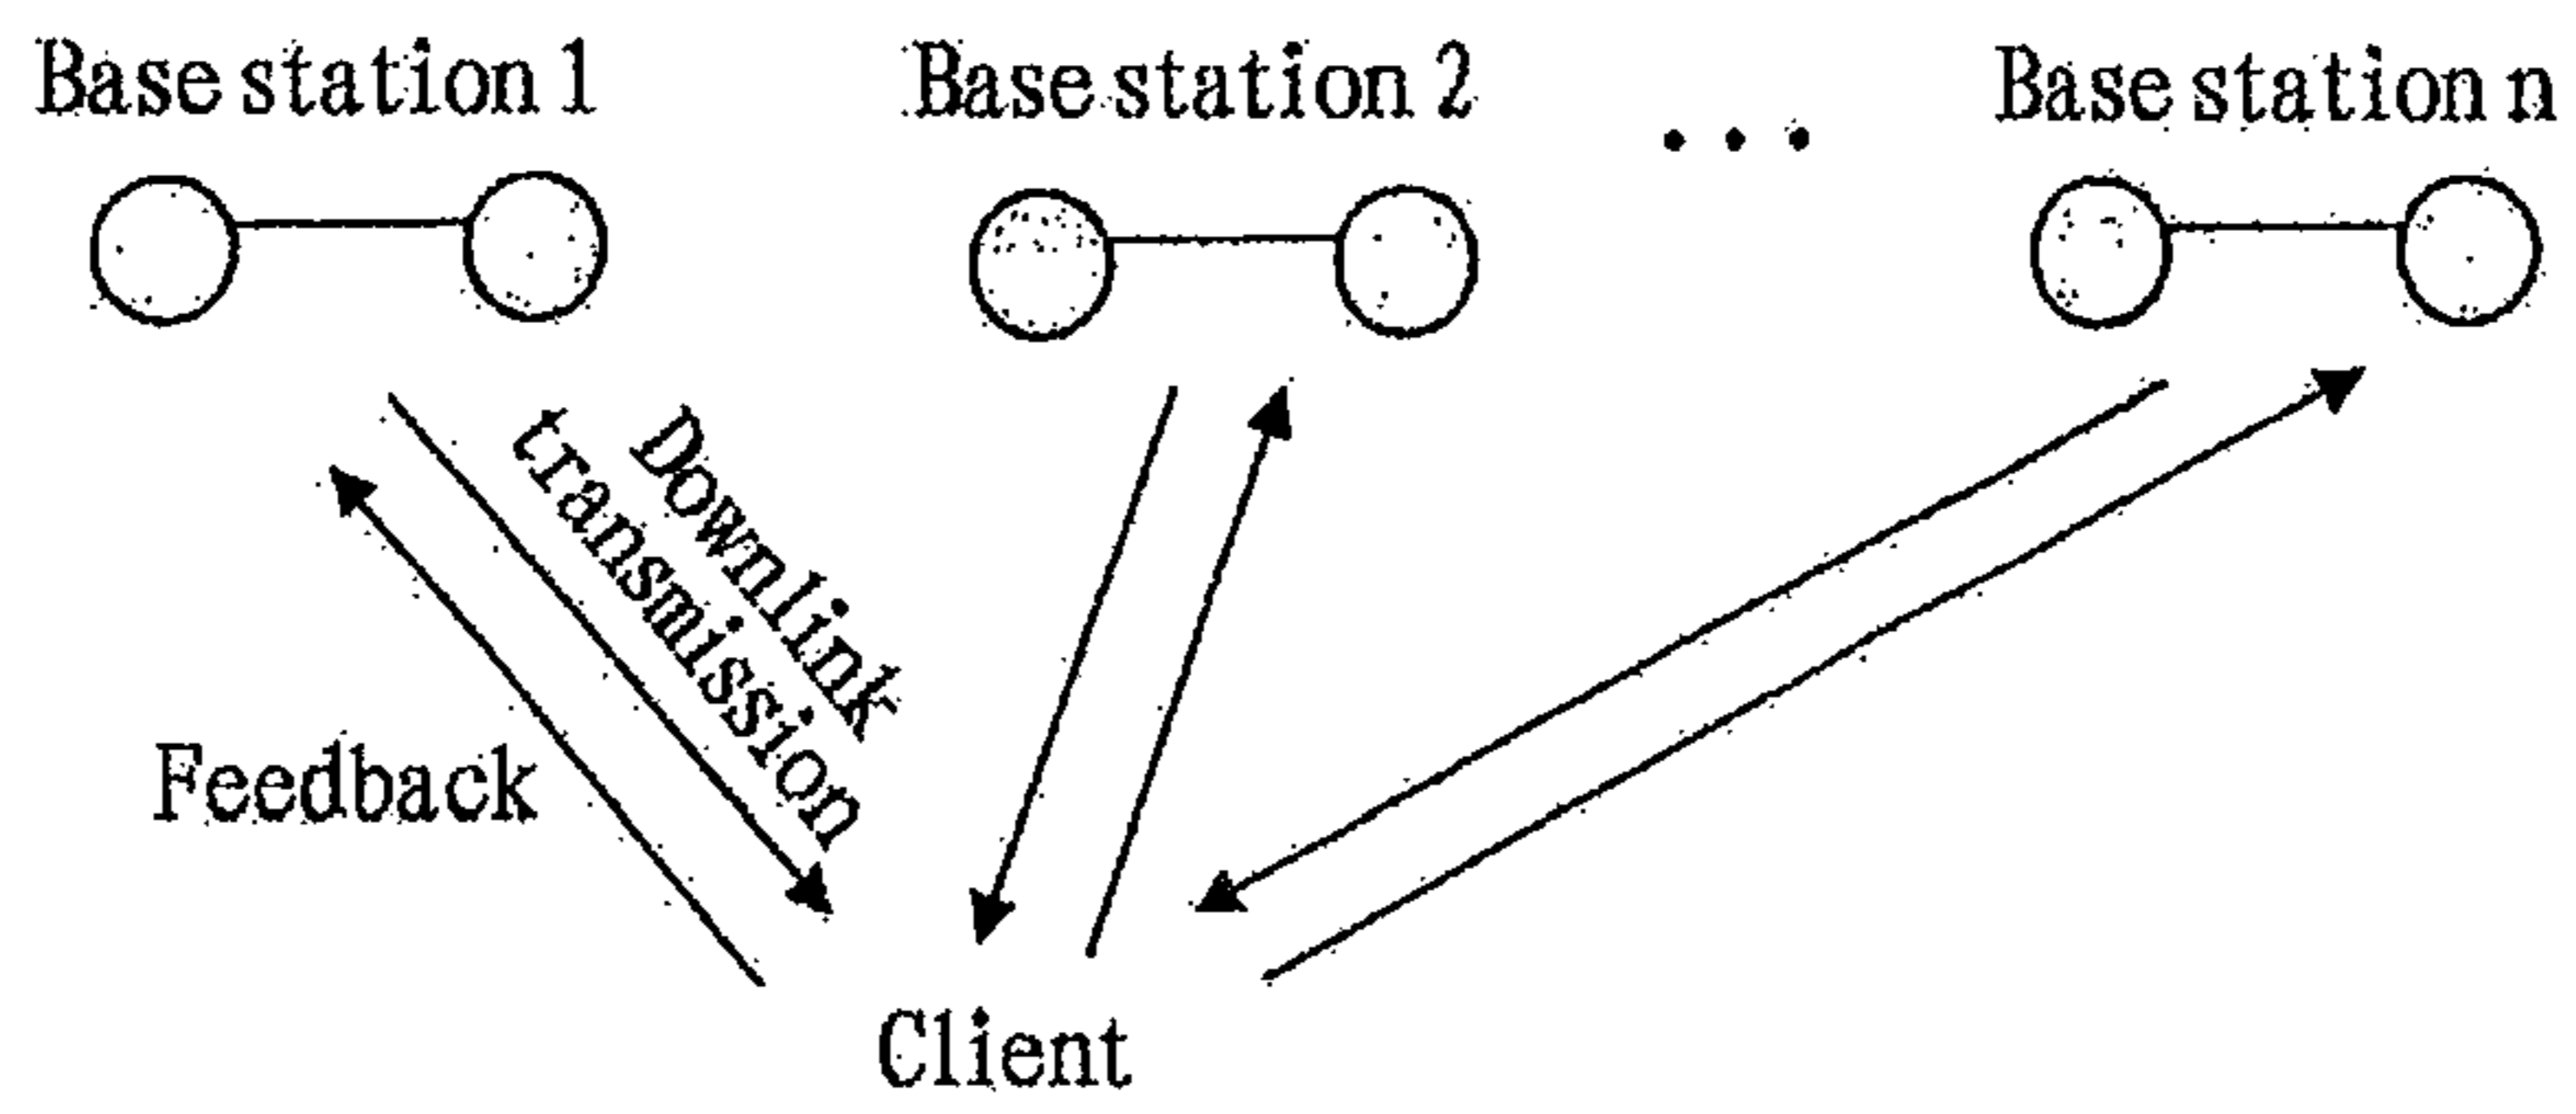 Base station 1
Base station 2
...
Base station n
Downlink
transmission
Feedback
Client